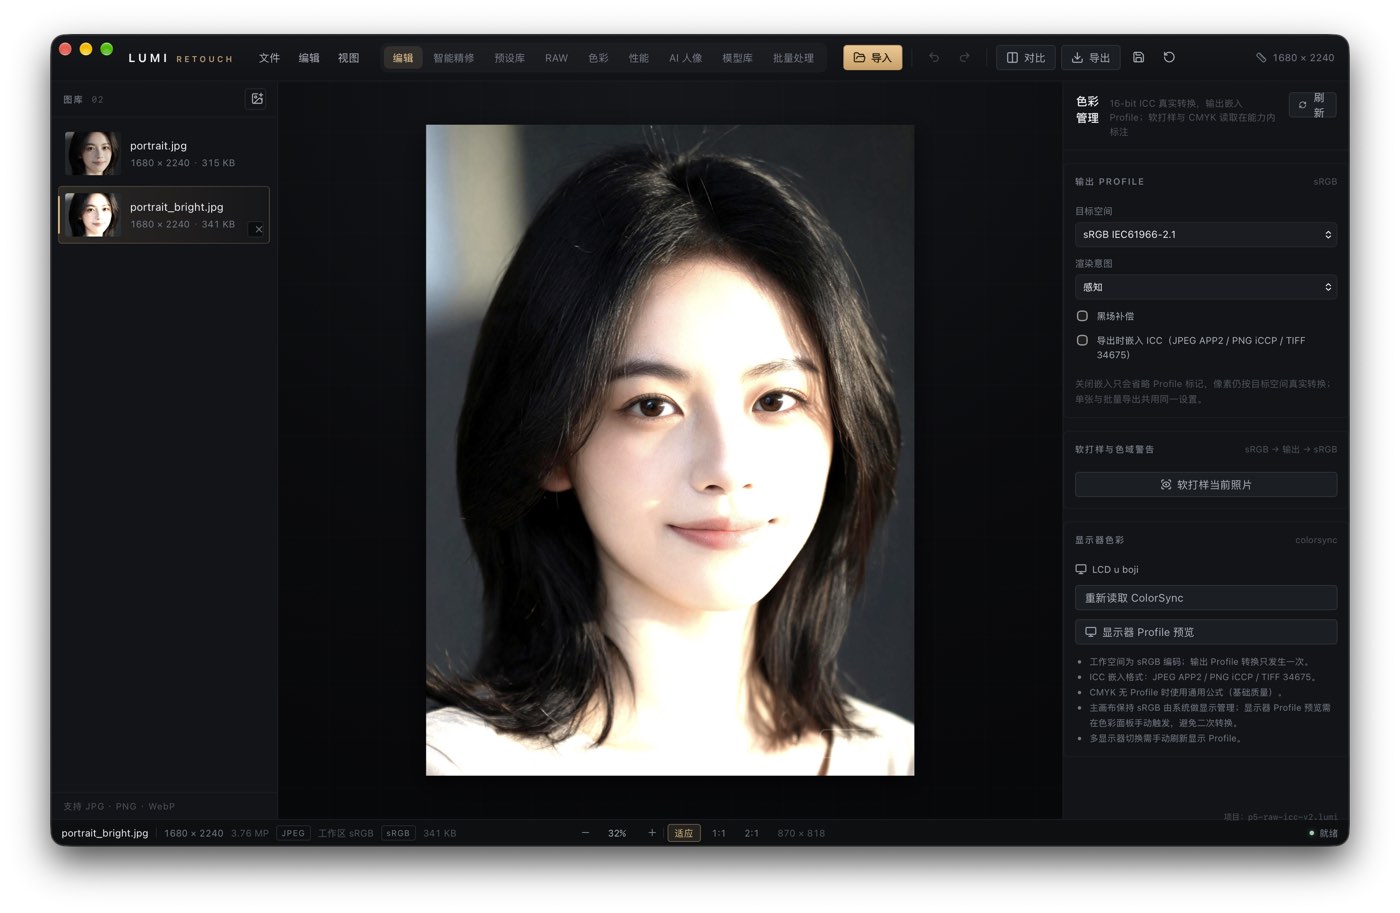 LUMI RETOUCH
文件 编辑 视图
编辑 智能精修 预设库 RAW 色彩 性能 AI 人像 模型库 批量处理
导入
对比
导出
1680 × 2240
图库 02
portrait.jpg
1680 × 2240 · 315 KB
portrait_bright.jpg
1680 × 2240 · 341 KB
支持 JPG · PNG · WebP
色彩
管理
16-bit ICC 真实转换，输出嵌入
Profile；软打样与 CMYK 读取在能力内
标注
刷
新
输出 PROFILE sRGB
目标空间
sRGB IEC61966-2.1
渲染意图
感知
黑场补偿
导出时嵌入 ICC（JPEG APP2 / PNG iCCP / TIFF
34675）
关闭嵌入只会省略 Profile 标记，像素仍按目标空间真实转换；
单张与批量导出共用同一设置。
软打样与色域警告 sRGB → 输出 → sRGB
软打样当前照片
显示器色彩 colorsync
LCD u boji
重新读取 ColorSync
显示器 Profile 预览
• 工作空间为 sRGB 编码；输出 Profile 转换只发生一次。
• ICC 嵌入格式：JPEG APP2 / PNG iCCP / TIFF 34675。
• CMYK 无 Profile 时使用通用公式（基础质量）。
• 主画布保持 sRGB 由系统做显示管理；显示器 Profile 预览需
在色彩面板手动触发，避免二次转换。
• 多显示器切换需手动刷新显示 Profile。
项目：p5-raw-icc-v2.lumi
portrait_bright.jpg 1680 × 2240 3.76 MP JPEG 工作区 sRGB sRGB 341 KB − 32% + 适应 1:1 2:1 870 × 818 就绪